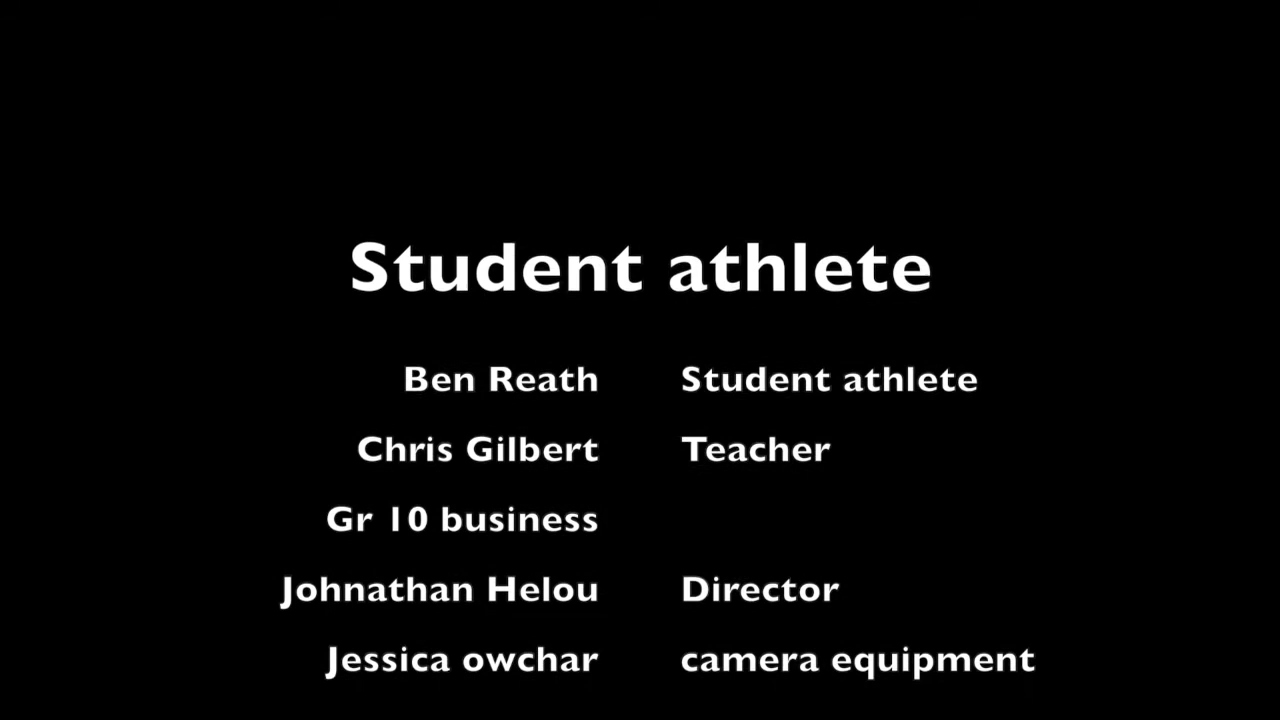 Student athlete
Ben Reath Student athlete
Chris Gilbert Teacher
Gr 10 business
Johnathan Helou Director
Jessica owchar camera equipment